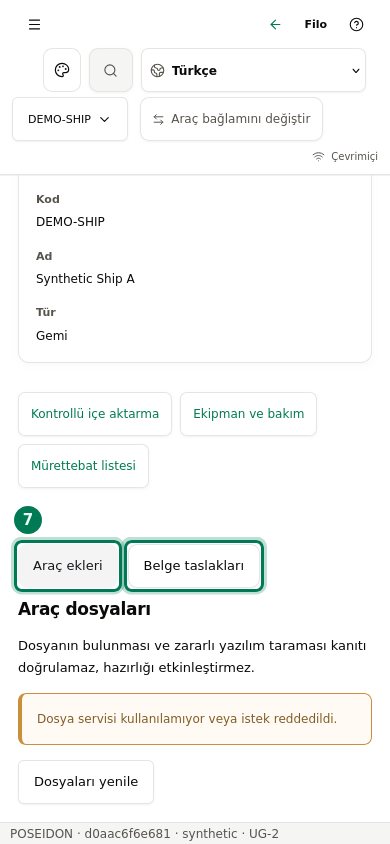 Filo
Türkçe
DEMO-SHIP
Araç bağlamını değiştir
Çevrimiçi
Kod
DEMO-SHIP
Ad
Synthetic Ship A
Tür
Gemi
Kontrollü içe aktarma
Ekipman ve bakım
Mürettebat listesi
7
Araç ekleri
Belge taslakları
Araç dosyaları
Dosyanın bulunması ve zararlı yazılım taraması kanıtı
doğrulamaz, hazırlığı etkinleştirmez.
Dosya servisi kullanılamıyor veya istek reddedildi.
Dosyaları yenile
POSEIDON · d0aac6f6e681 · synthetic · UG-2